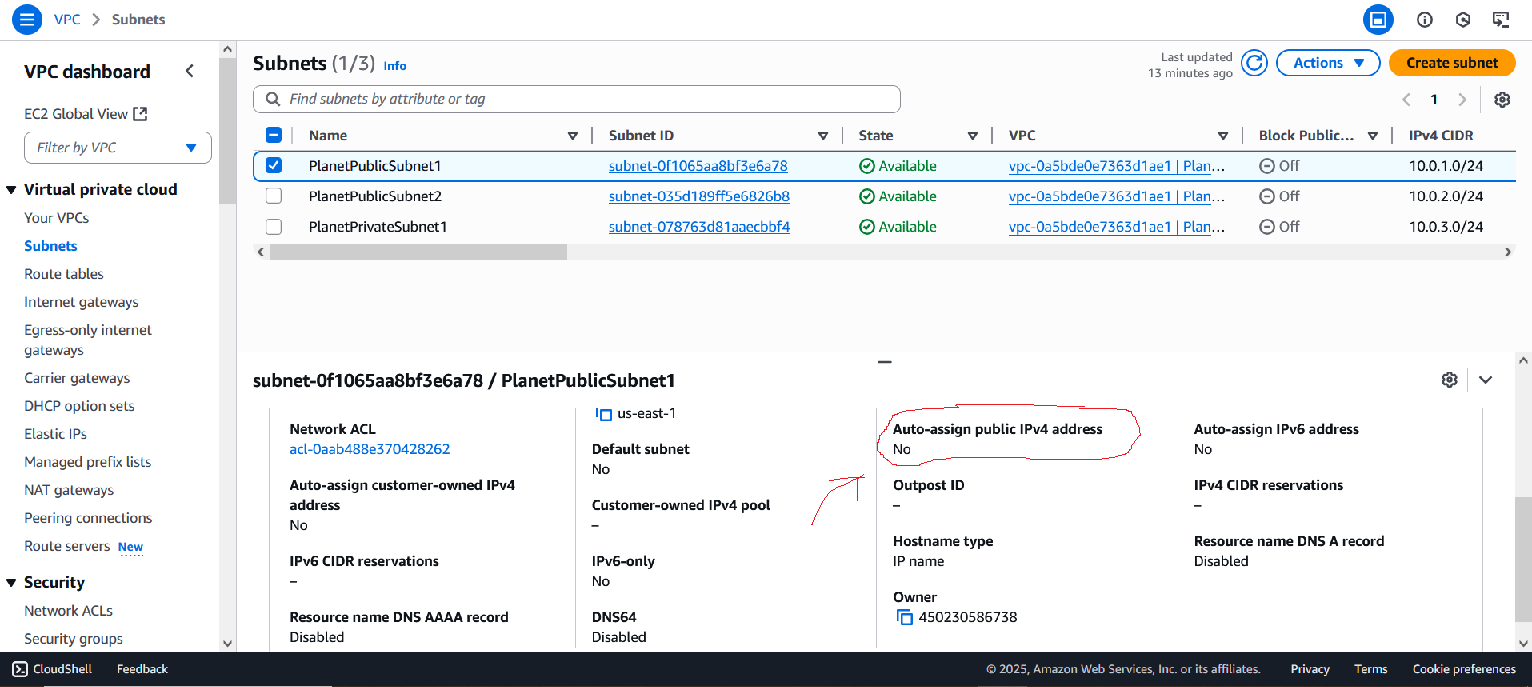 VPC > Subnets
VPC dashboard
EC2 Global View
Filter by VPC
Virtual private cloud
Your VPCs
Subnets
Route tables
Internet gateways
Egress-only internet
gateways
Carrier gateways
DHCP option sets
Elastic IPs
Managed prefix lists
NAT gateways
Peering connections
Route servers New
Security
Network ACLs
Security groups
Subnets (1/3) Info
Last updated
13 minutes ago
Actions
Create subnet
Find subnets by attribute or tag
1
Name Subnet ID State VPC Block Public... IPv4 CIDR
PlanetPublicSubnet1 subnet-0f1065aa8bf3e6a78 Available vpc-0a5bde0e7363d1ae1 | Plan... Off 10.0.1.0/24
PlanetPublicSubnet2 subnet-035d189ff5e6826b8 Available vpc-0a5bde0e7363d1ae1 | Plan... Off 10.0.2.0/24
PlanetPrivateSubnet1 subnet-078763d81aaecbbf4 Available vpc-0a5bde0e7363d1ae1 | Plan... Off 10.0.3.0/24
subnet-0f1065aa8bf3e6a78 / PlanetPublicSubnet1
Network ACL
acl-0aab488e370428262
Auto-assign customer-owned IPv4
address
No
IPv6 CIDR reservations
–
Resource name DNS AAAA record
Disabled
us-east-1
Default subnet
No
Customer-owned IPv4 pool
–
IPv6-only
No
DNS64
Disabled
Auto-assign public IPv4 address
No
Outpost ID
–
Hostname type
IP name
Owner
450230586738
Auto-assign IPv6 address
No
IPv4 CIDR reservations
–
Resource name DNS A record
Disabled
CloudShell Feedback © 2025, Amazon Web Services, Inc. or its affiliates. Privacy Terms Cookie preferences